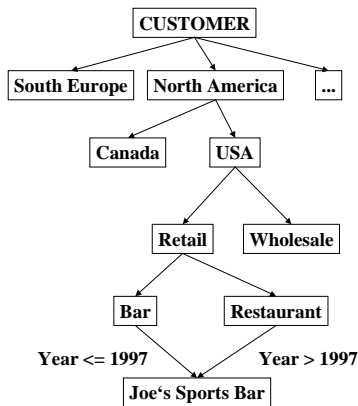 CUSTOMER
South Europe North America ...
Canada USA
Retail Wholesale
Bar Restaurant
Year <= 1997 Year > 1997
Joe‘s Sports Bar